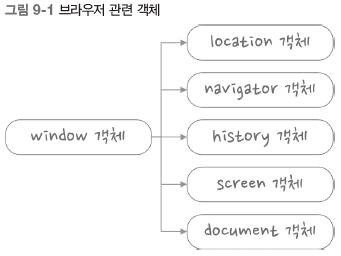 그림 9-1 브라우저 관련 객체
location 객체
navigator 객체
window 객체
history 객체
screen 객체
document 객체